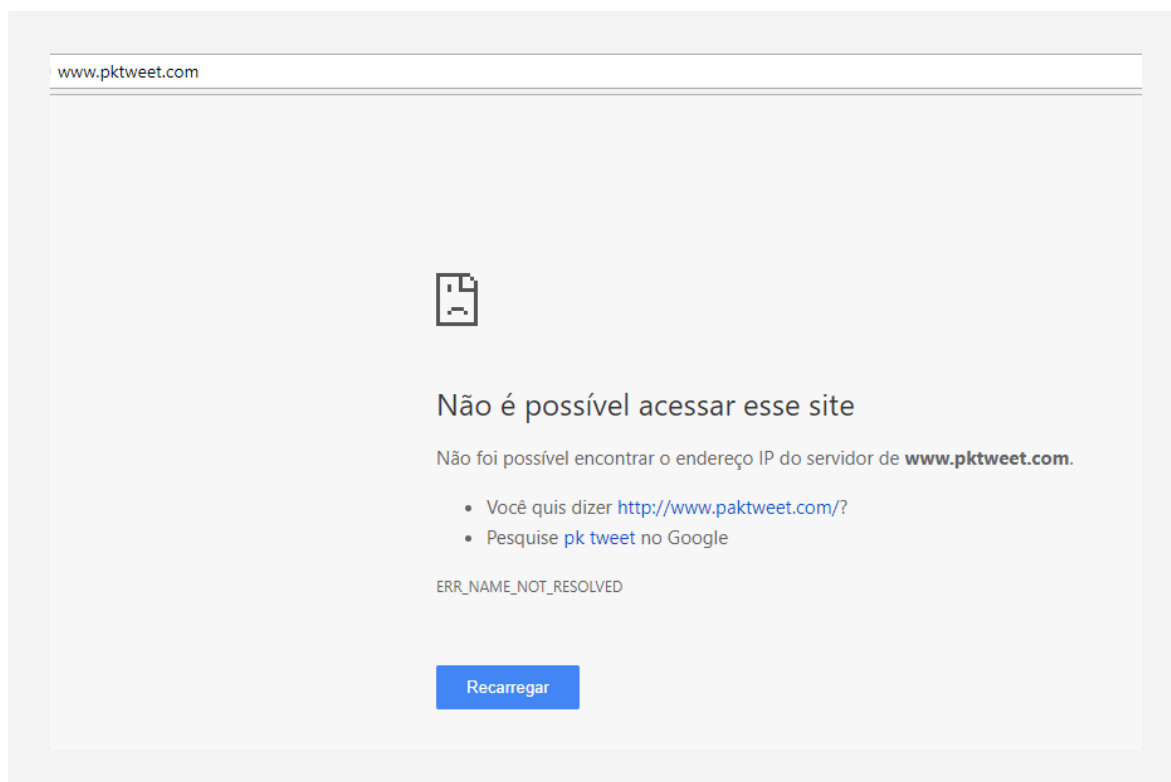 www.pktweet.com
Não é possível acessar esse site
Não foi possível encontrar o endereço IP do servidor de www.pktweet.com.
• Você quis dizer http://www.paktweet.com/?
• Pesquise pk tweet no Google
ERR_NAME_NOT_RESOLVED
Recarregar